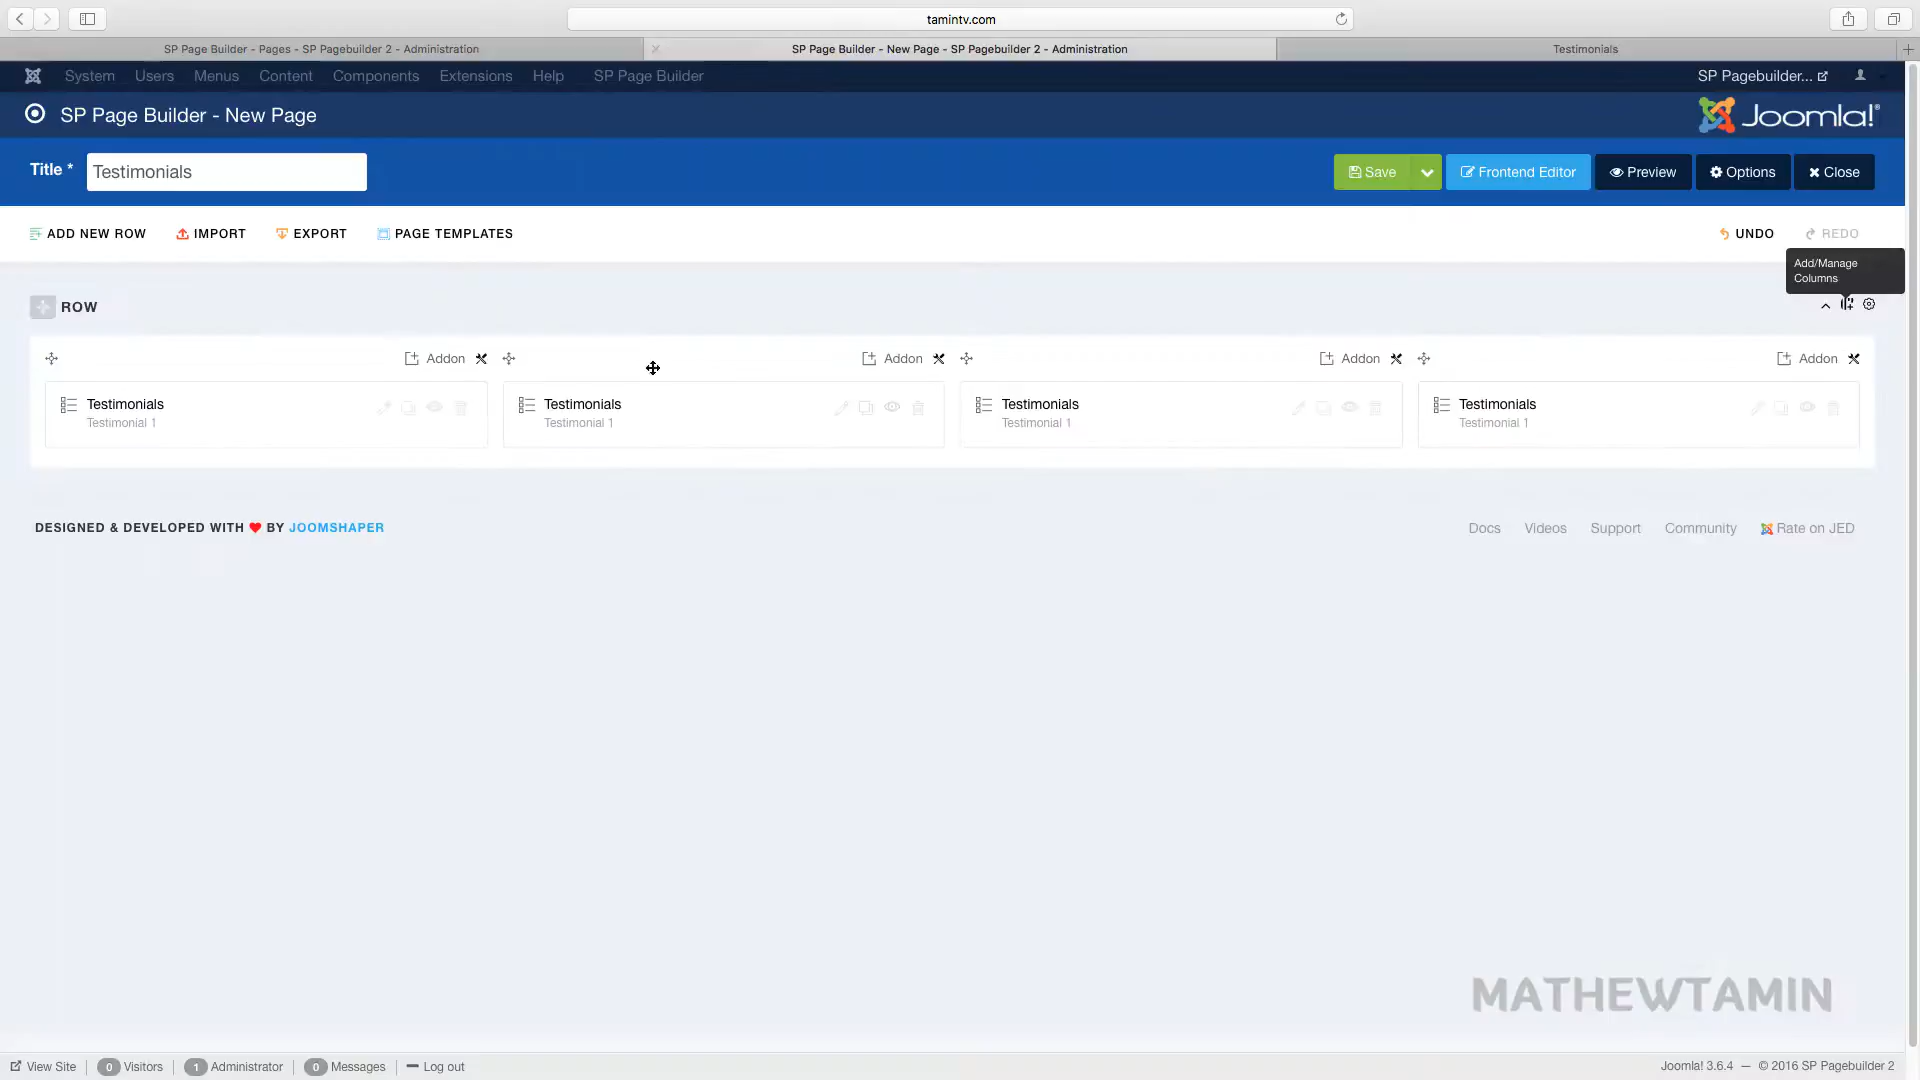 tamintv.com
SP Page Builder - Pages - SP Pagebuilder 2 - Administration
SP Page Builder - New Page - SP Pagebuilder 2 - Administration
Testimonials
System Users Menus Content Components Extensions Help SP Page Builder
SP Pagebuilder...
SP Page Builder - New Page
Joomla!®
Title * Testimonials
Save Frontend Editor Preview Options Close
ADD NEW ROW IMPORT EXPORT PAGE TEMPLATES
UNDO REDO
Add/Manage
Columns
ROW
Addon Addon Addon Addon
Testimonials Testimonials Testimonials Testimonials
Testimonial 1 Testimonial 1 Testimonial 1 Testimonial 1
DESIGNED & DEVELOPED WITH ❤ BY JOOMSHAPER
Docs Videos Support Community Rate on JED
MATHEWTAMIN
View Site 0 Visitors 1 Administrator 0 Messages Log out
Joomla! 3.6.4 — © 2016 SP Pagebuilder 2